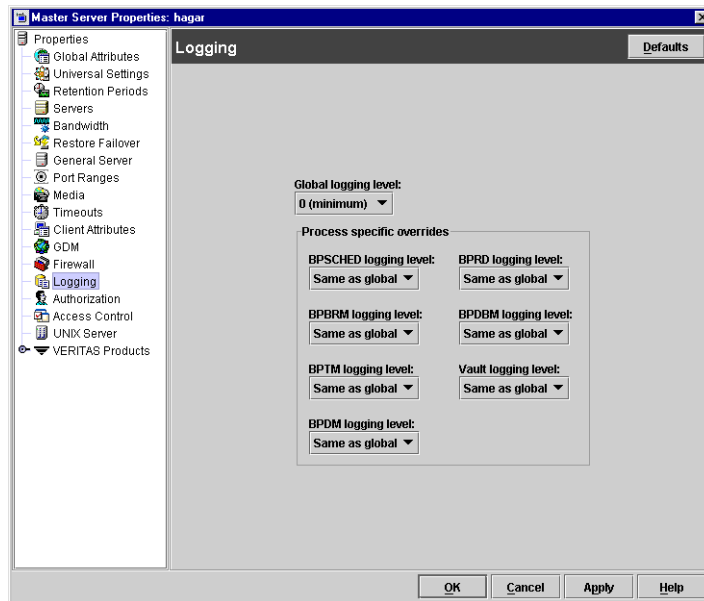 Master Server Properties: hagar
Properties
Global Attributes
Universal Settings
Retention Periods
Servers
Bandwidth
Restore Failover
General Server
Port Ranges
Media
Timeouts
Client Attributes
GDM
Firewall
Logging
Authorization
Access Control
UNIX Server
VERITAS Products
Logging
Defaults
Global logging level:
0 (minimum)
Process specific overrides
BPSCHED logging level: BPRD logging level:
Same as global Same as global
BPBRM logging level: BPDBM logging level:
Same as global Same as global
BPTM logging level: Vault logging level:
Same as global Same as global
BPDM logging level:
Same as global
OK Cancel Apply Help